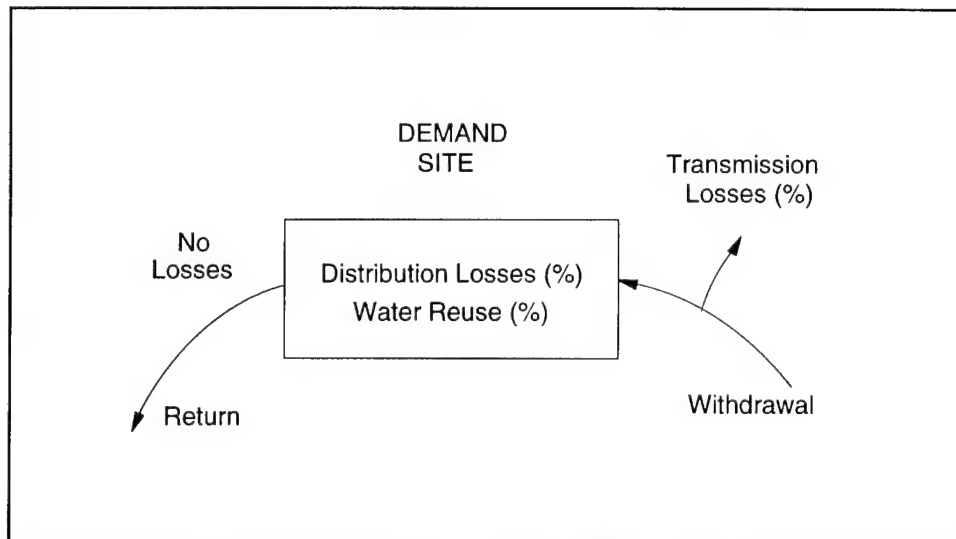 DEMAND
SITE
Transmission
Losses (%)
No
Losses
Distribution Losses (%)
Water Reuse (%)
Return
Withdrawal